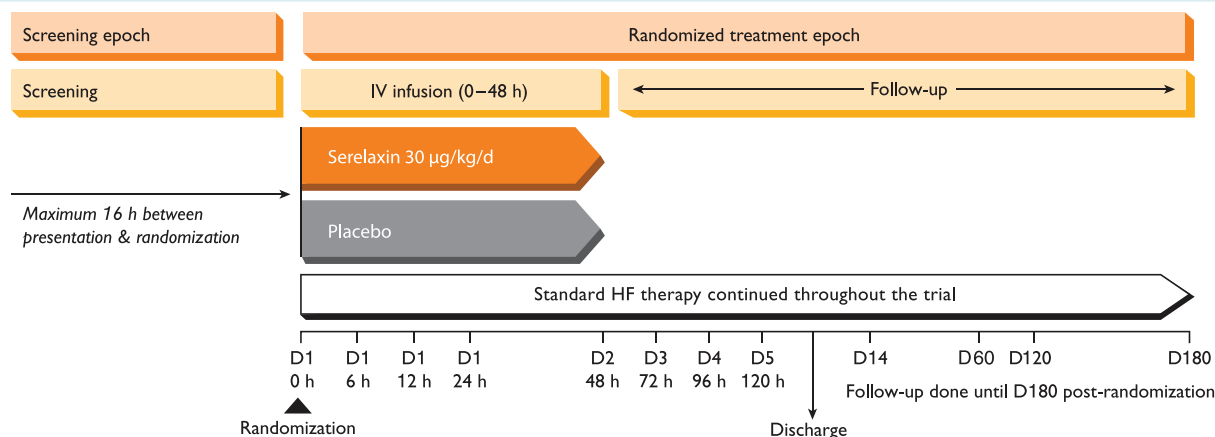 Screening epoch
Randomized treatment epoch
Screening
IV infusion (0–48 h)
Follow-up
Serelaxin 30 µg/kg/d
Maximum 16 h between
presentation & randomization
Placebo
Standard HF therapy continued throughout the trial
D1 D1 D1 D1 D2 D3 D4 D5 D14 D60 D120 D180
0 h 6 h 12 h 24 h 48 h 72 h 96 h 120 h
Follow-up done until D180 post-randomization
Randomization
Discharge